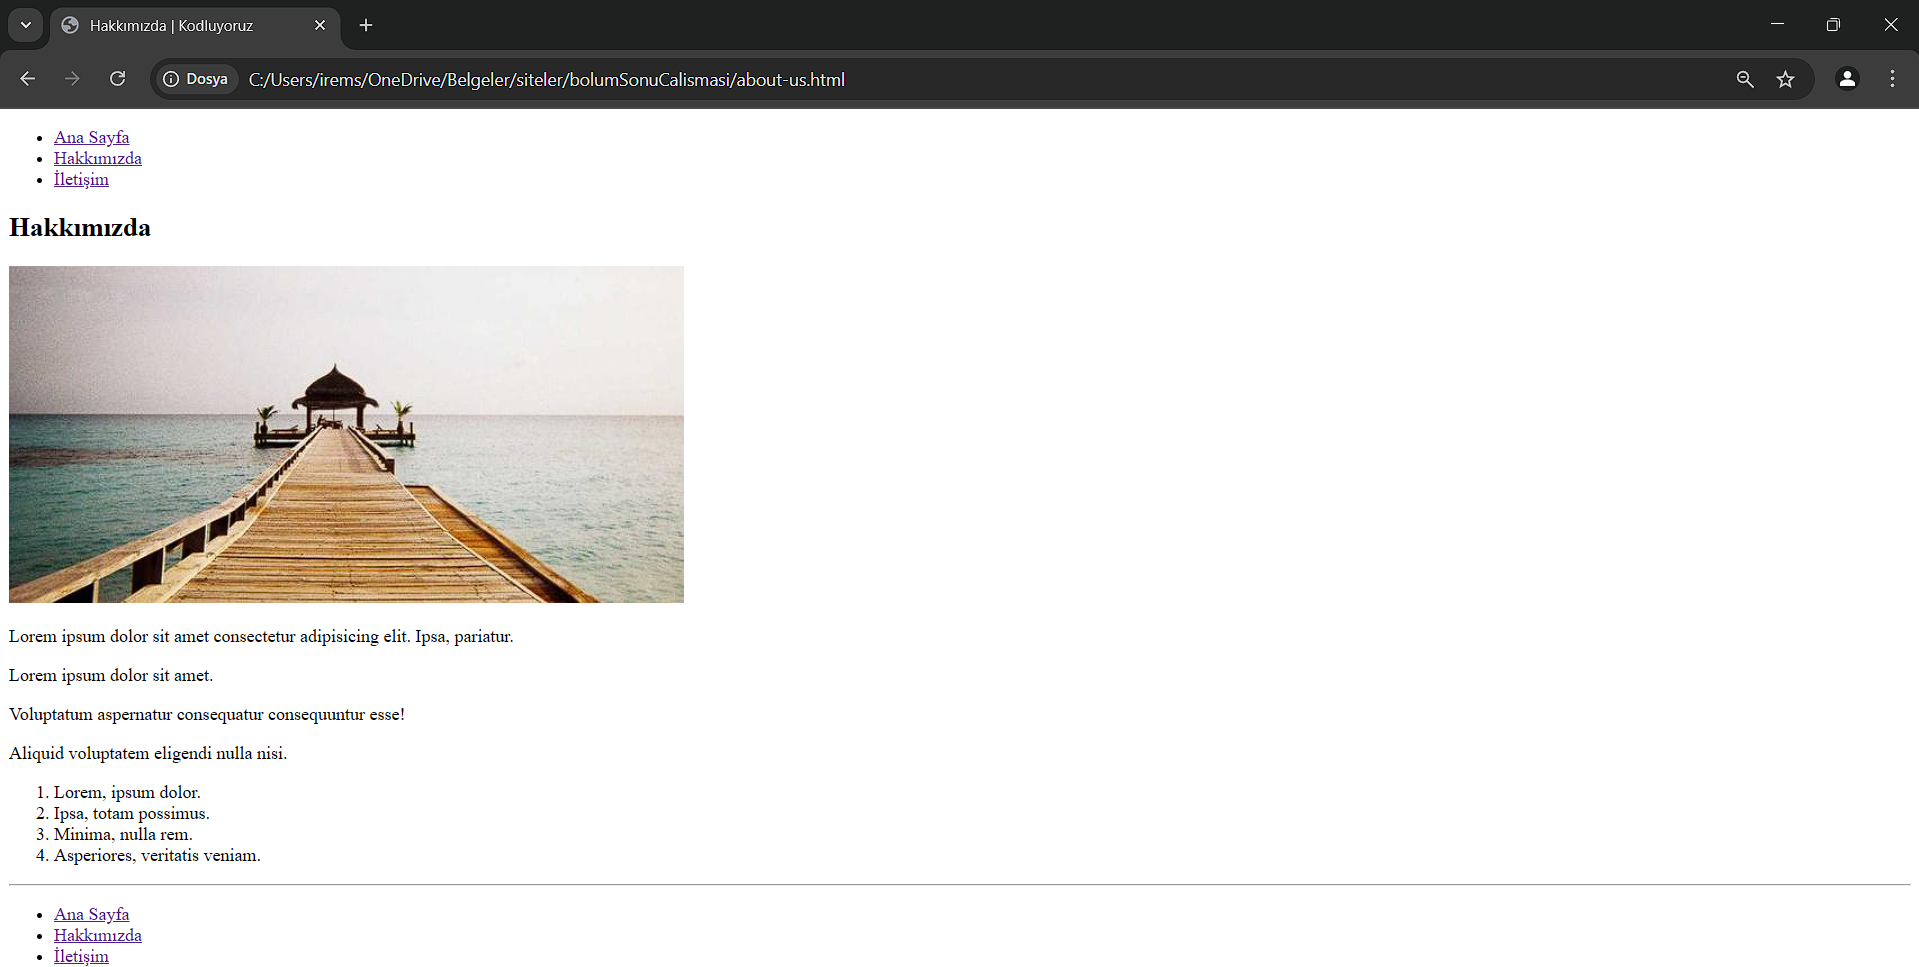 Hakkımızda | Kodluyoruz
Dosya C:/Users/irems/OneDrive/Belgeler/siteler/bolumSonuCalismasi/about-us.html
Ana Sayfa
Hakkımızda
İletişim
Hakkımızda
Lorem ipsum dolor sit amet consectetur adipisicing elit. Ipsa, pariatur.
Lorem ipsum dolor sit amet.
Voluptatum aspernatur consequatur consequuntur esse!
Aliquid voluptatem eligendi nulla nisi.
1. Lorem, ipsum dolor.
2. Ipsa, totam possimus.
3. Minima, nulla rem.
4. Asperiores, veritatis veniam.
Ana Sayfa
Hakkımızda
İletişim